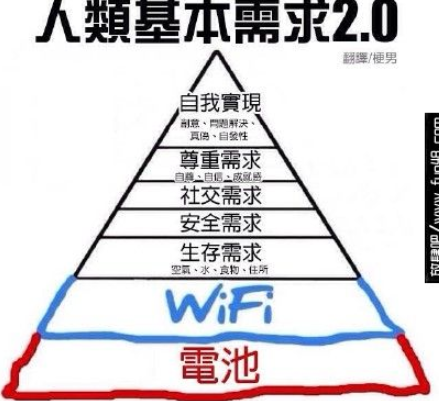 人類基本需求2.0
翻譯/梗男
自我實現
創意、問題解決、
真偽、自發性
尊重需求
自尊、自信、成就感
社交需求
安全需求
生存需求
空氣、水、食物、住所
WiFi
電池